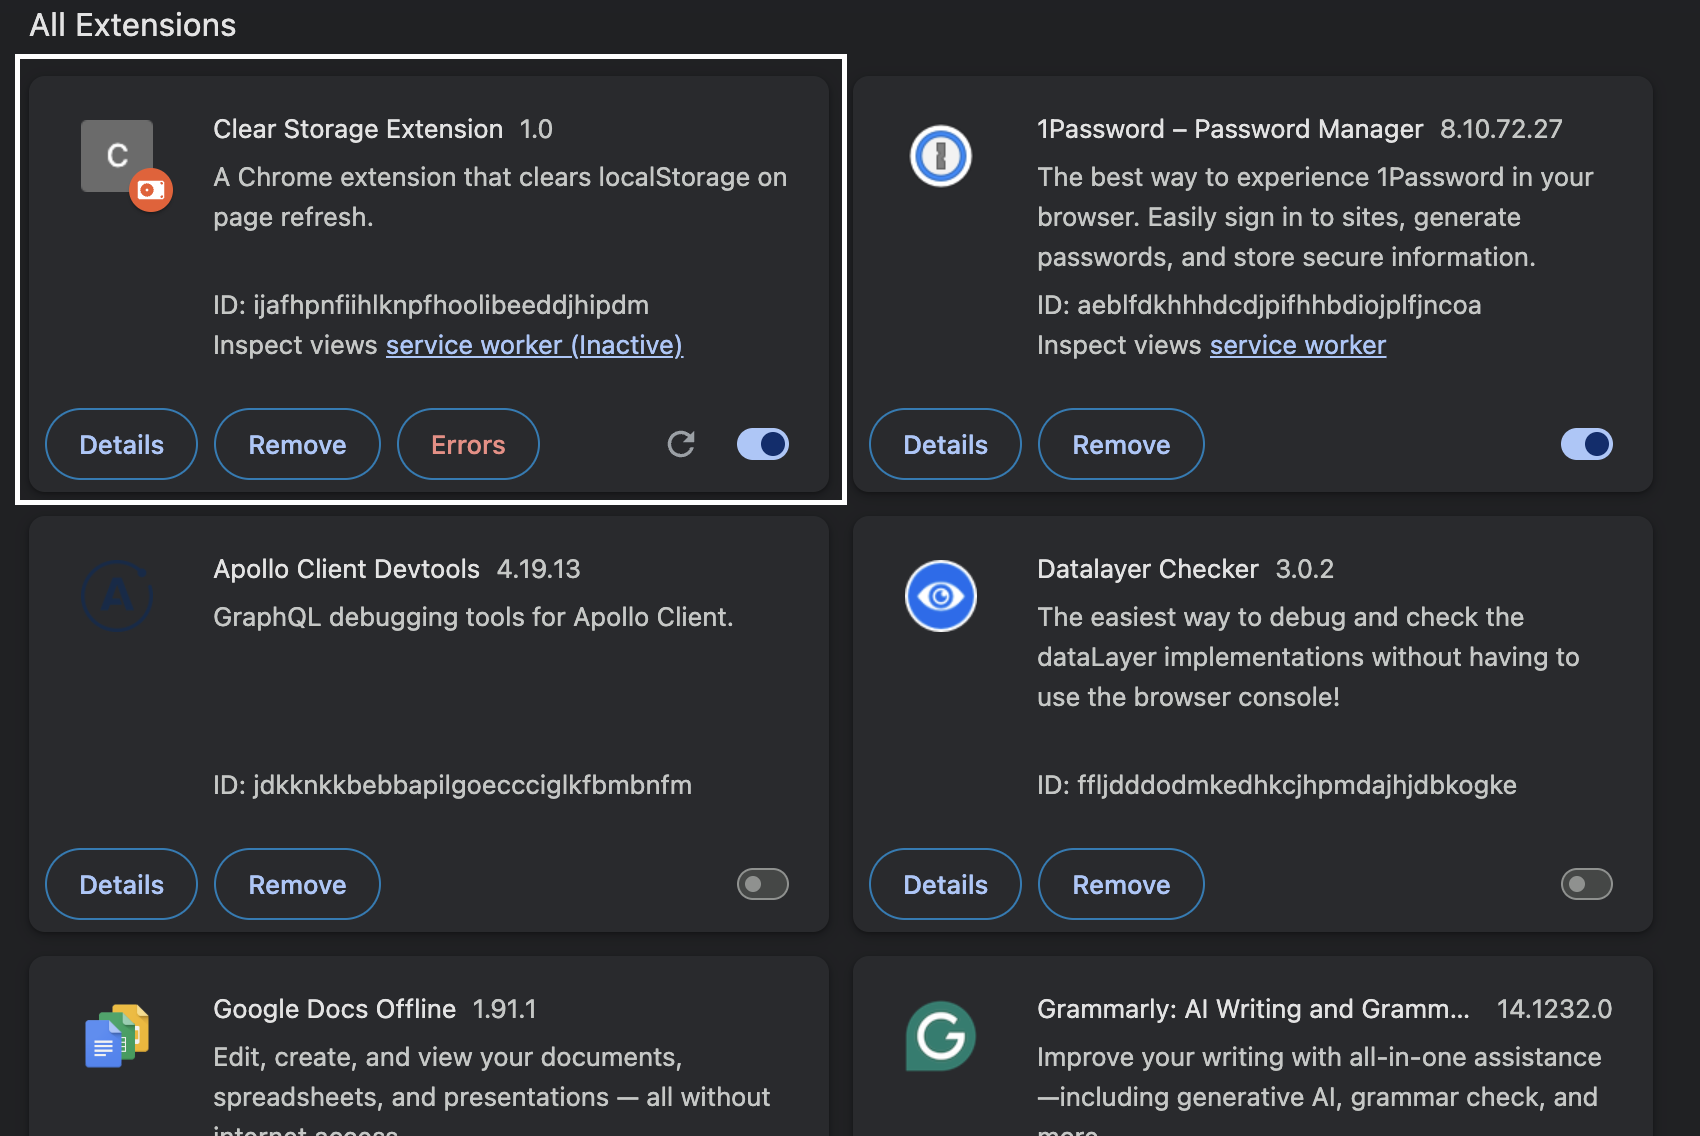 All Extensions
C
Clear Storage Extension 1.0
A Chrome extension that clears localStorage on
page refresh.
ID: ijafhpnfiihlknpfhoolibeeddjhipdm
Inspect views service worker (Inactive)
Details Remove Errors
1Password – Password Manager 8.10.72.27
The best way to experience 1Password in your
browser. Easily sign in to sites, generate
passwords, and store secure information.
ID: aeblfdkhhhdcdjpifhhbdiojplfjncoa
Inspect views service worker
Details Remove
A
Apollo Client Devtools 4.19.13
GraphQL debugging tools for Apollo Client.
ID: jdkknkkbebbapilgoeccciglkfbmbnfm
Details Remove
Datalayer Checker 3.0.2
The easiest way to debug and check the
dataLayer implementations without having to
use the browser console!
ID: ffljdddodmkedhkcjhpmdajhjdbkogke
Details Remove
Google Docs Offline 1.91.1
Edit, create, and view your documents,
spreadsheets, and presentations — all without
internet access.
G
Grammarly: AI Writing and Gramm... 14.1232.0
Improve your writing with all-in-one assistance
—including generative AI, grammar check, and
more.